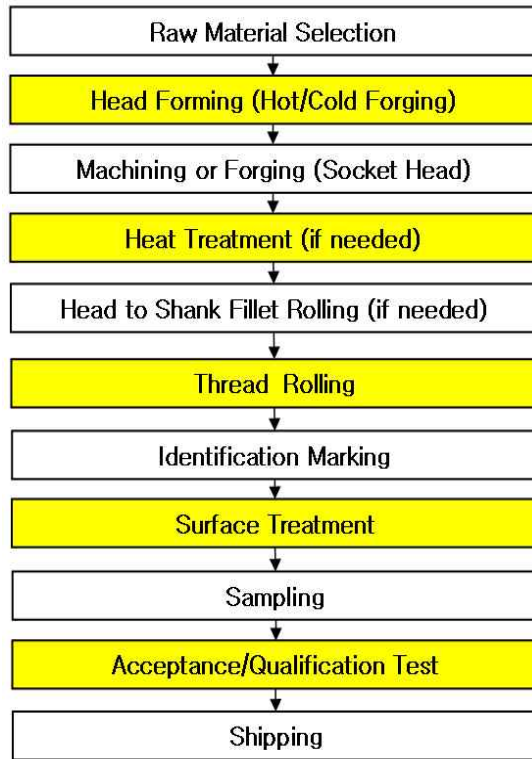 Raw Material Selection
Head Forming (Hot/Cold Forging)
Machining or Forging (Socket Head)
Heat Treatment (if needed)
Head to Shank Fillet Rolling (if needed)
Thread Rolling
Identification Marking
Surface Treatment
Sampling
Acceptance/Qualification Test
Shipping